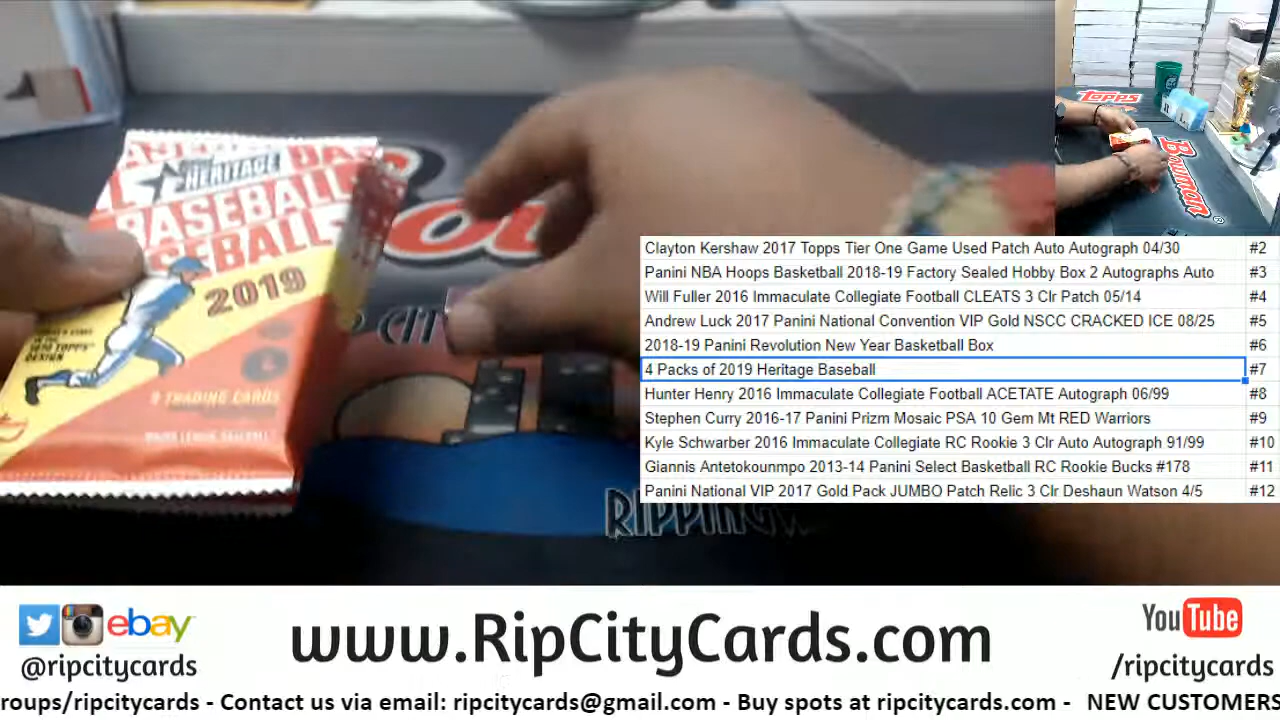 HERITAGE
BASEBALL
2019
9 TRADING CARDS
MAJOR LEAGUE BASEBALL
CIT
RIPPING
Topps
BOWMAN
Clayton Kershaw 2017 Topps Tier One Game Used Patch Auto Autograph 04/30 #2
Panini NBA Hoops Basketball 2018-19 Factory Sealed Hobby Box 2 Autographs Auto #3
Will Fuller 2016 Immaculate Collegiate Football CLEATS 3 Clr Patch 05/14 #4
Andrew Luck 2017 Panini National Convention VIP Gold NSCC CRACKED ICE 08/25 #5
2018-19 Panini Revolution New Year Basketball Box #6
4 Packs of 2019 Heritage Baseball #7
Hunter Henry 2016 Immaculate Collegiate Football ACETATE Autograph 06/99 #8
Stephen Curry 2016-17 Panini Prizm Mosaic PSA 10 Gem Mt RED Warriors #9
Kyle Schwarber 2016 Immaculate Collegiate RC Rookie 3 Clr Auto Autograph 91/99 #10
Giannis Antetokounmpo 2013-14 Panini Select Basketball RC Rookie Bucks #178 #11
Panini National VIP 2017 Gold Pack JUMBO Patch Relic 3 Clr Deshaun Watson 4/5 #12
ebay
@ripcitycards
www.RipCityCards.com
YouTube
/ripcitycards
roups/ripcitycards - Contact us via email: ripcitycards@gmail.com - Buy spots at ripcitycards.com - NEW CUSTOMERS